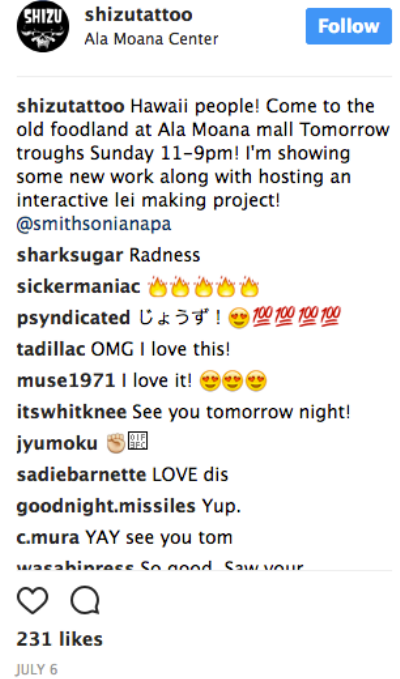 SHIZU
shizutattoo
Ala Moana Center
Follow
shizutattoo Hawaii people! Come to the
old foodland at Ala Moana mall Tomorrow
troughs Sunday 11-9pm! I'm showing
some new work along with hosting an
interactive lei making project!
@smithsonianapa
sharksugar Radness
sickermaniac 🔥🔥🔥🔥🔥
psyndicated じょうず！😍💯💯💯💯
tadillac OMG I love this!
muse1971 I love it! 😍😍😍
itswhitknee See you tomorrow night!
jyumoku ✊🏼
sadiebarnette LOVE dis
goodnight.missiles Yup.
c.mura YAY see you tom
wasabipress So good. Saw your
231 likes
JULY 6